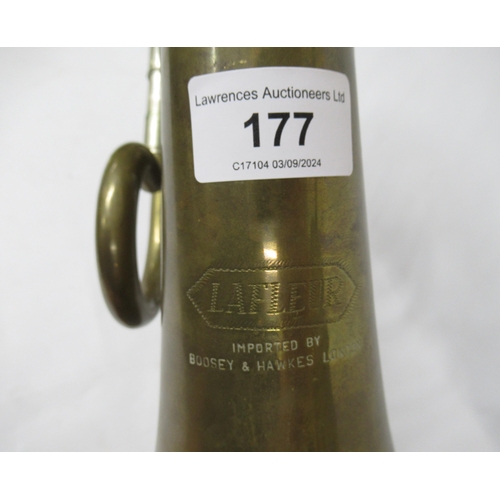 Lawrences Auctioneers Ltd
177
C17104 03/09/2024
LAFLEUR
IMPORTED BY
BOOSEY & HAWKES LONDON